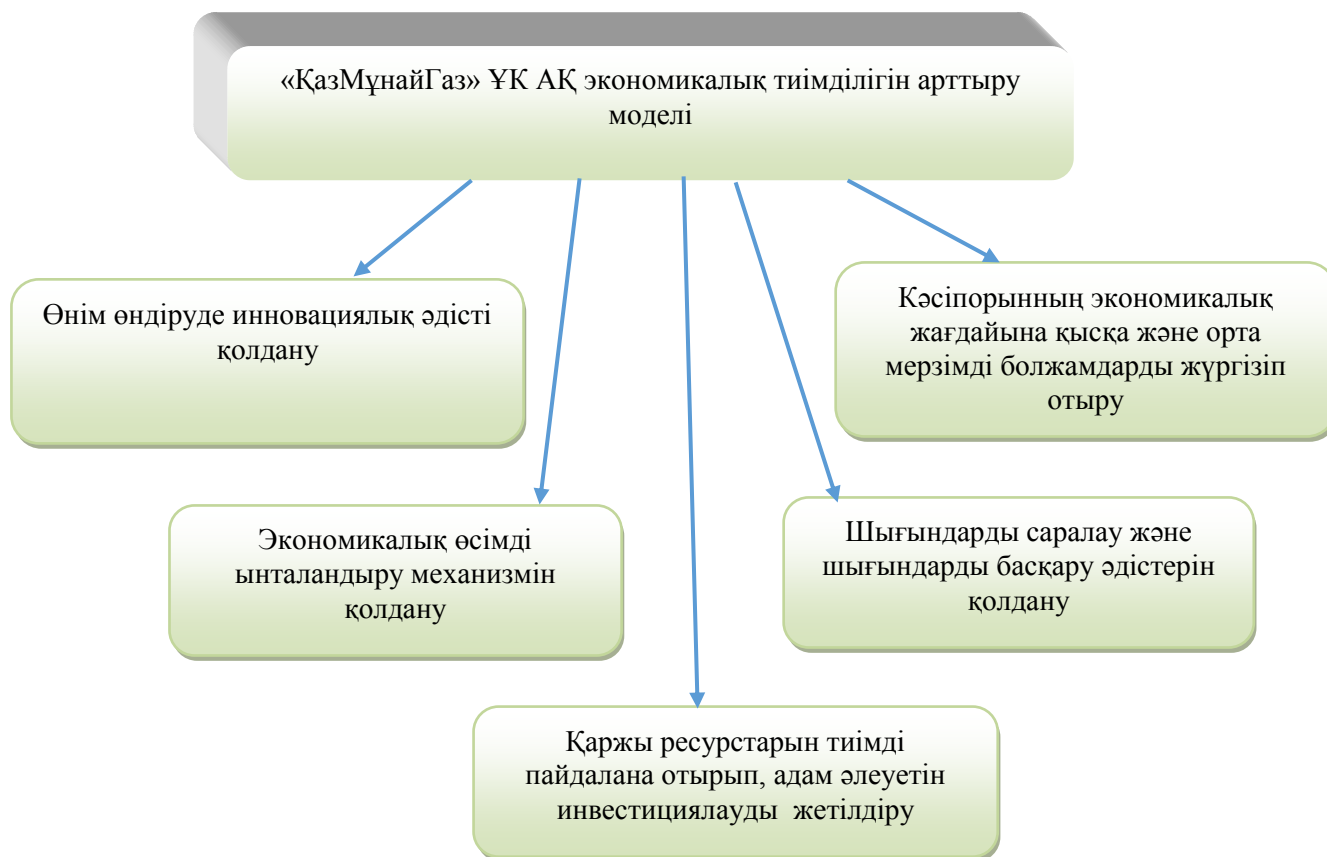 «ҚазМұнайГаз» ҰК АҚ экономикалық тиімділігін арттыру
моделі
Өнім өндіруде инновациялық әдісті
қолдану
Кәсіпорынның экономикалық
жағдайына қысқа және орта
мерзімді болжамдарды жүргізіп
отыру
Экономикалық өсімді
ынталандыру механизмін
қолдану
Шығындарды саралау және
шығындарды басқару әдістерін
қолдану
Қаржы ресурстарын тиімді
пайдалана отырып, адам әлеуетін
инвестициялауды жетілдіру